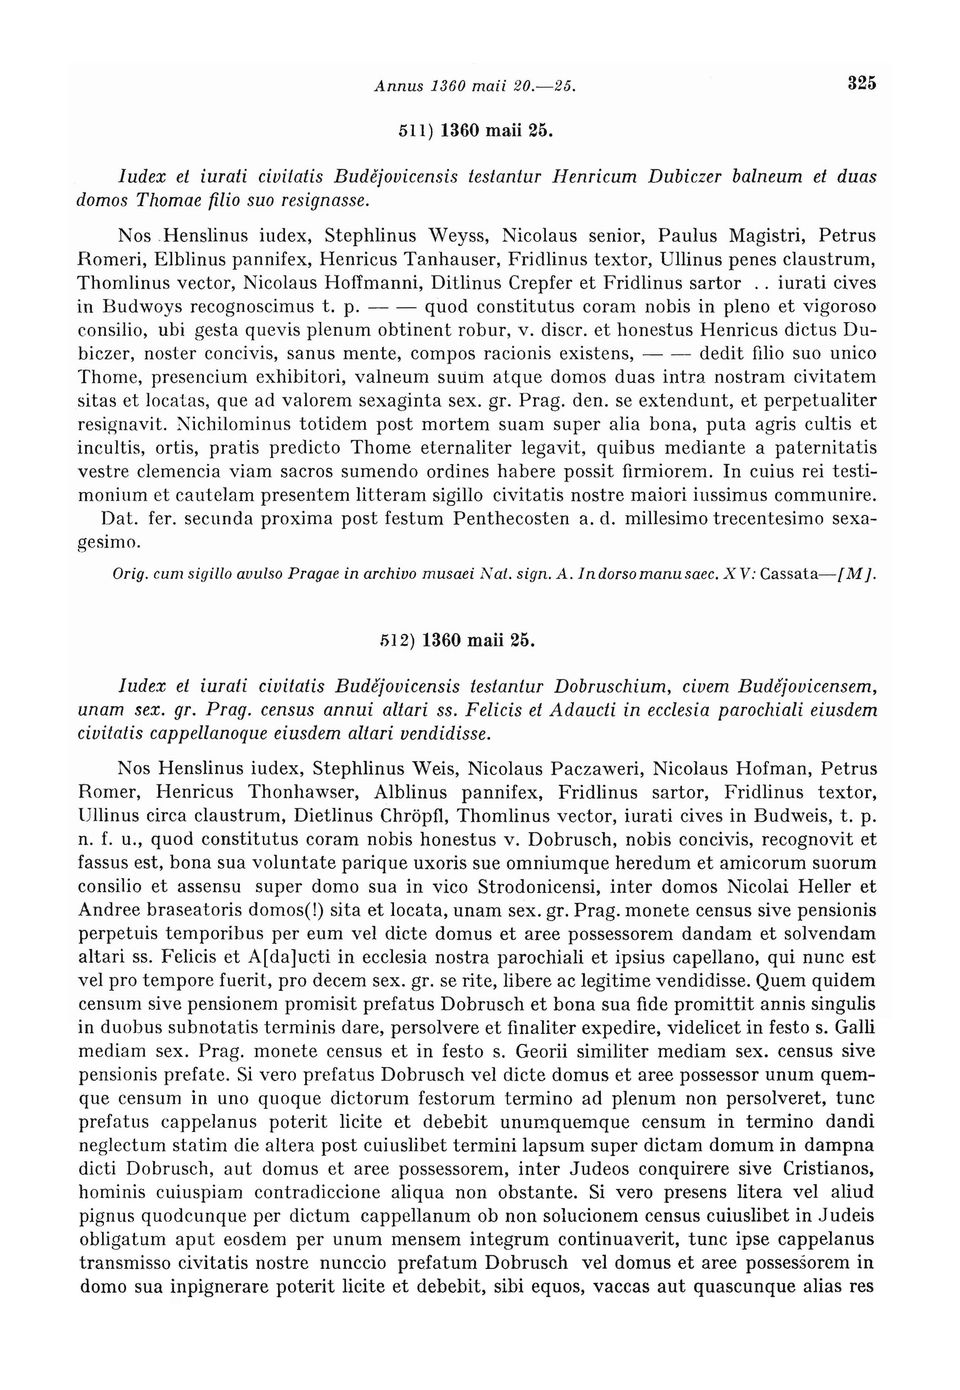 Annus 1360 maii 20.—25. 325
511) 1360 maii 25.
Iudex et iurati civitatis Budějovicensis testantur Henricum Dubiczer balneum et duas
domos Thomae filio suo resignasse.
Nos Henslinus iudex, Stephlinus Weyss, Nicolaus senior, Paulus Magistri, Petrus
Romeri, Elblinus pannifex, Henricus Tanhauser, Fridlinus textor, Ullinus penes claustrum,
Thomlinus vector, Nicolaus Hoffmanni, Ditlinus Crepfer et Fridlinus sartor . . iurati cives
in Budwoys recognoscimus t. p. — — quod constitutus coram nobis in pleno et vigoroso
consilio, ubi gesta quevis plenum obtinent robur, v. discr. et honestus Henricus dictus Du-
biczer, noster concivis, sanus mente, compos racionis existens, — — dedit filio suo unico
Thome, presencium exhibitori, valneum suum atque domos duas intra nostram civitatem
sitas et locatas, que ad valorem sexaginta sex. gr. Prag. den. se extendunt, et perpetualiter
resignavit. Nichilominus totidem post mortem suam super alia bona, puta agris cultis et
incultis, ortis, pratis predicto Thome eternaliter legavit, quibus mediante a paternitatis
vestre clemencia viam sacros sumendo ordines habere possit firmiorem. In cuius rei testi-
monium et cautelam presentem litteram sigillo civitatis nostre maiori iussimus communire.
Dat. fer. secunda proxima post festum Penthecosten a. d. millesimo trecentesimo sexa-
gesimo.
Orig. cum sigillo avulso Pragae in archivo musaei Nat. sign. A. In dorso manu saec. XV: Cassata—[M].
512) 1360 maii 25.
Iudex et iurati civitatis Budějovicensis testantur Dobruschium, civem Budějovicensem,
unam sex. gr. Prag. census annui altari ss. Felicis et Adaucti in ecclesia parochiali eiusdem
civitatis cappellanoque eiusdem altari vendidisse.
Nos Henslinus iudex, Stephlinus Weis, Nicolaus Paczaweri, Nicolaus Hofman, Petrus
Romer, Henricus Thonhawser, Alblinus pannifex, Fridlinus sartor, Fridlinus textor,
Ullinus circa claustrum, Dietlinus Chröpfl, Thomlinus vector, iurati cives in Budweis, t. p.
n. f. u., quod constitutus coram nobis honestus v. Dobrusch, nobis concivis, recognovit et
fassus est, bona sua voluntate parique uxoris sue omniumque heredum et amicorum suorum
consilio et assensu super domo sua in vico Strodonicensi, inter domos Nicolai Heller et
Andree braseatoris domos(!) sita et locata, unam sex. gr. Prag. monete census sive pensionis
perpetuis temporibus per eum vel dicte domus et aree possessorem dandam et solvendam
altari ss. Felicis et A[da]ucti in ecclesia nostra parochiali et ipsius capellano, qui nunc est
vel pro tempore fuerit, pro decem sex. gr. se rite, libere ac legitime vendidisse. Quem quidem
censum sive pensionem promisit prefatus Dobrusch et bona sua fide promittit annis singulis
in duobus subnotatis terminis dare, persolvere et finaliter expedire, videlicet in festo s. Galli
mediam sex. Prag. monete census et in festo s. Georii similiter mediam sex. census sive
pensionis prefate. Si vero prefatus Dobrusch vel dicte domus et aree possessor unum quem-
que censum in uno quoque dictorum festorum termino ad plenum non persolveret, tunc
prefatus cappelanus poterit licite et debebit unumquemque censum in termino dandi
neglectum statim die altera post cuiuslibet termini lapsum super dictam domum in dampna
dicti Dobrusch, aut domus et aree possessorem, inter Judeos conquirere sive Cristianos,
hominis cuiuspiam contradiccione aliqua non obstante. Si vero presens litera vel aliud
pignus quodcunque per dictum cappellanum ob non solucionem census cuiuslibet in Judeis
obligatum aput eosdem per unum mensem integrum continuaverit, tunc ipse cappelanus
transmisso civitatis nostre nunccio prefatum Dobrusch vel domus et aree possessorem in
domo sua inpignerare poterit licite et debebit, sibi equos, vaccas aut quascunque alias res